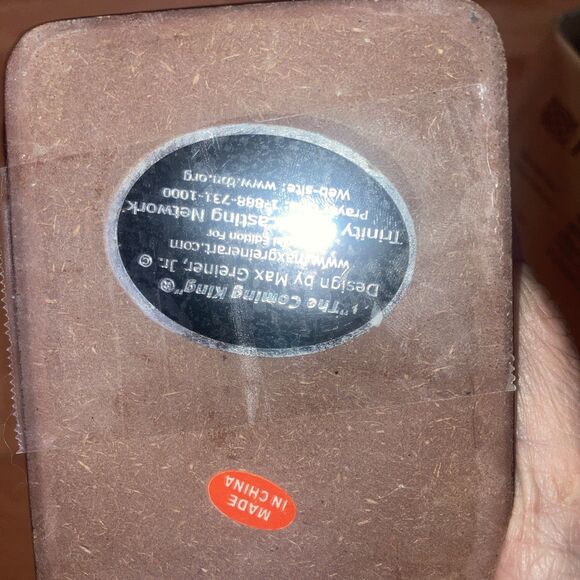 "The Coming King"®
Design by Max Greiner, Jr. ©
www.maxgreinerart.com
Edition For
Trinity Network
1-888-731-1000
Web-site: www.tbn.org
MADE
IN CHINA